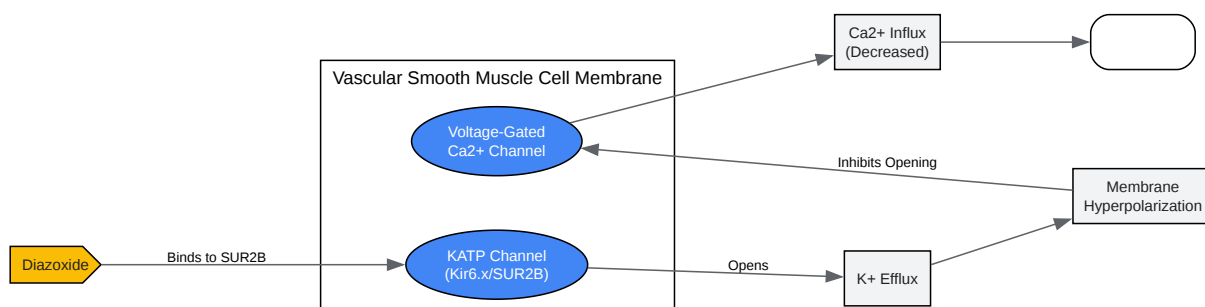 Ca2+ Influx
(Decreased)
Vascular Smooth Muscle Cell Membrane
Voltage-Gated
Ca2+ Channel
Inhibits Opening
Membrane
Hyperpolarization
Diazoxide
Binds to SUR2B
KATP Channel
(Kir6.x/SUR2B)
Opens
K+ Efflux